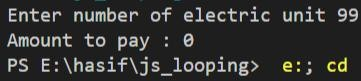 Enter number of electric unit 99
Amount to pay : 0
PS E:\hasif\js_looping>  e:; cd